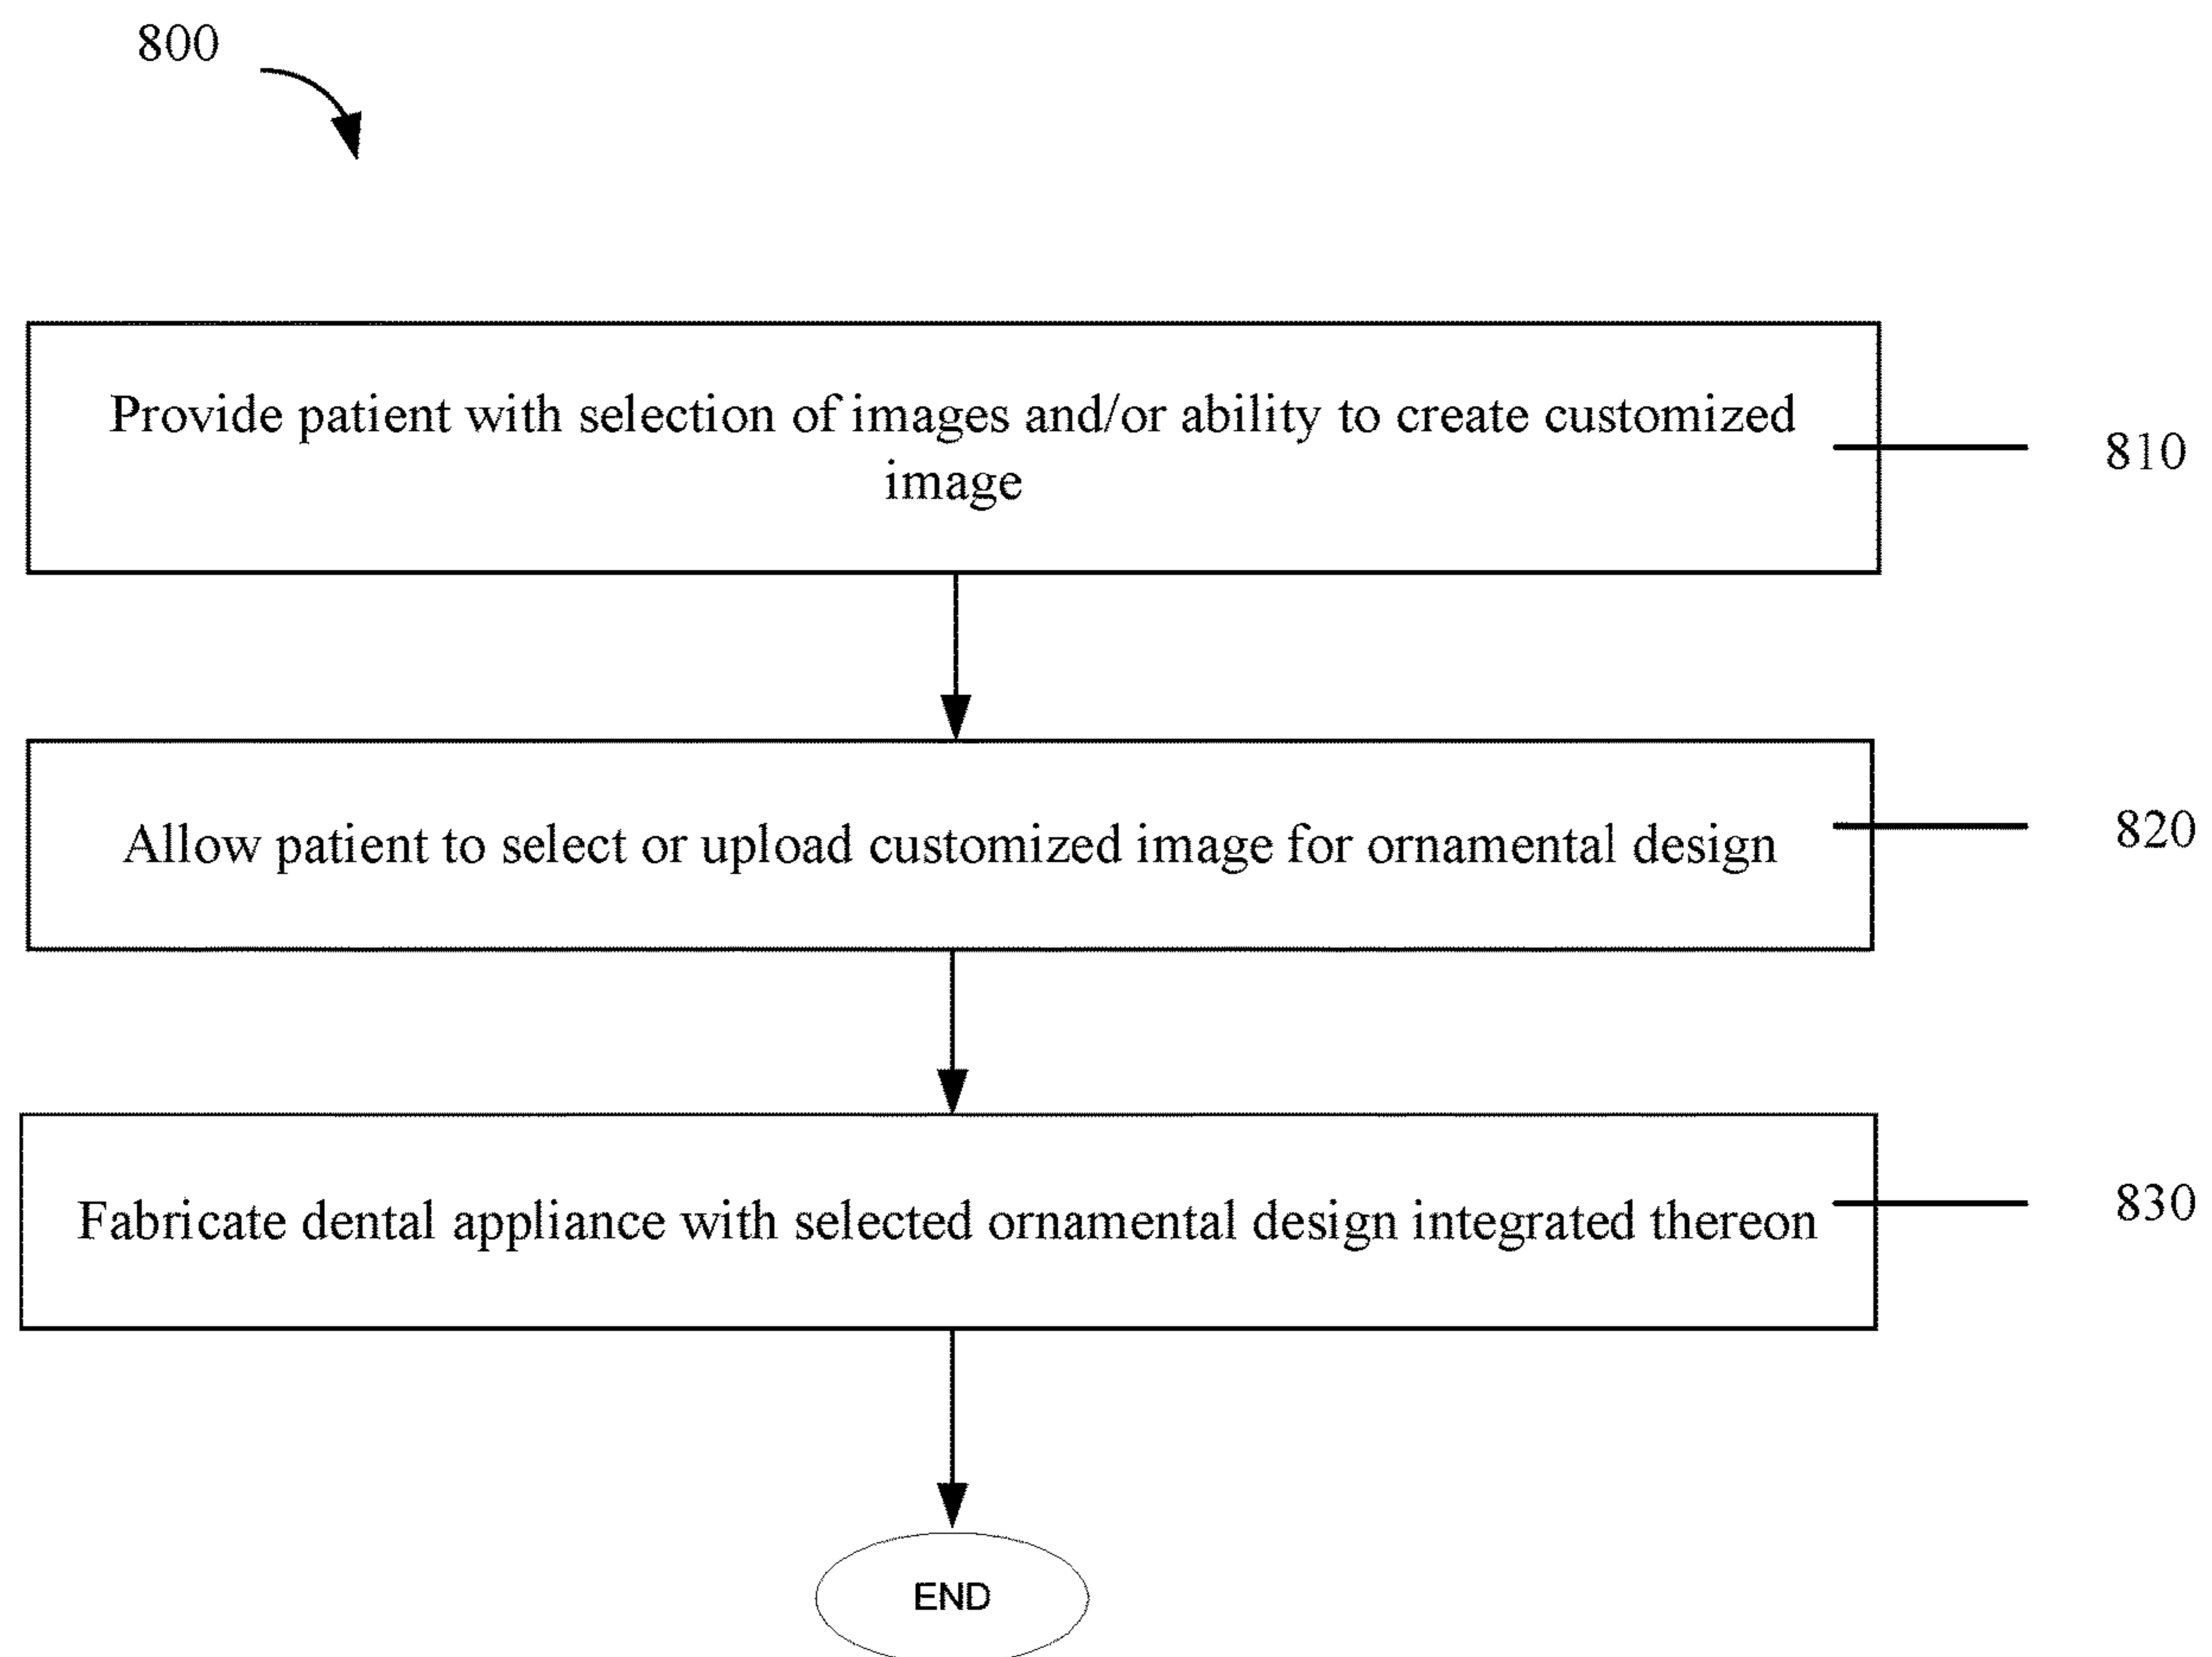 800
Provide patient with selection of images and/or ability to create customized
image
810
Allow patient to select or upload customized image for ornamental design
820
Fabricate dental appliance with selected ornamental design integrated thereon
830
END